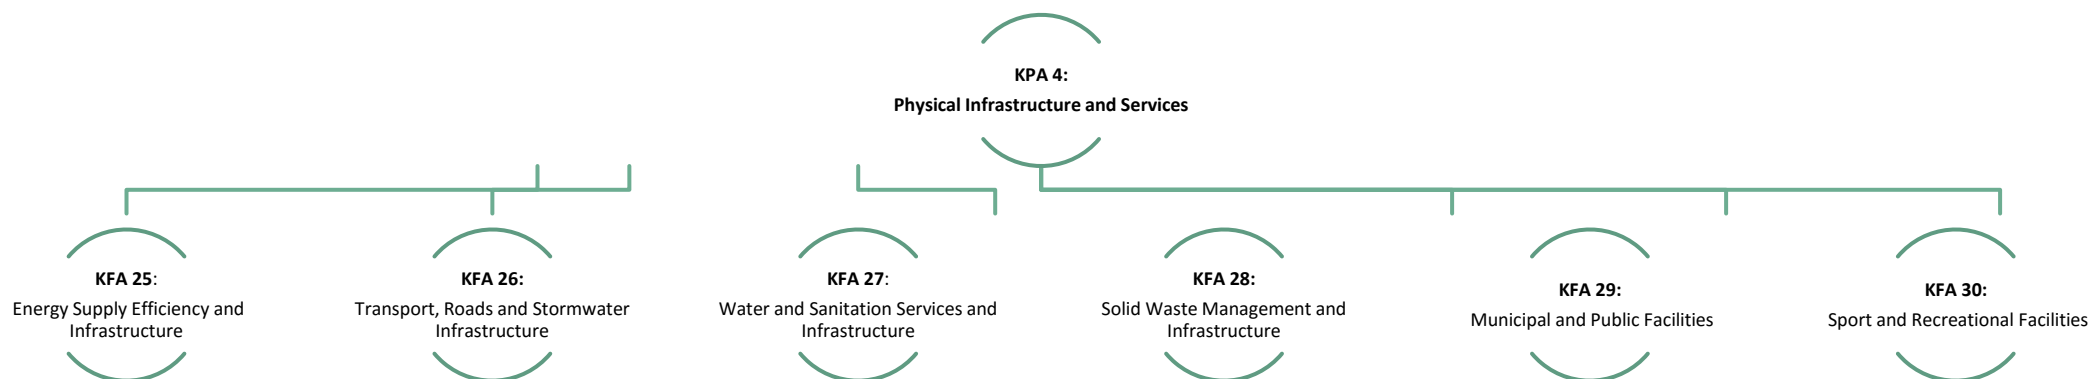 KPA 4:
Physical Infrastructure and Services
KFA 25:
Energy Supply Efficiency and
Infrastructure
KFA 26:
Transport, Roads and Stormwater
Infrastructure
KFA 27:
Water and Sanitation Services and
Infrastructure
KFA 28:
Solid Waste Management and
Infrastructure
KFA 29:
Municipal and Public Facilities
KFA 30:
Sport and Recreational Facilities